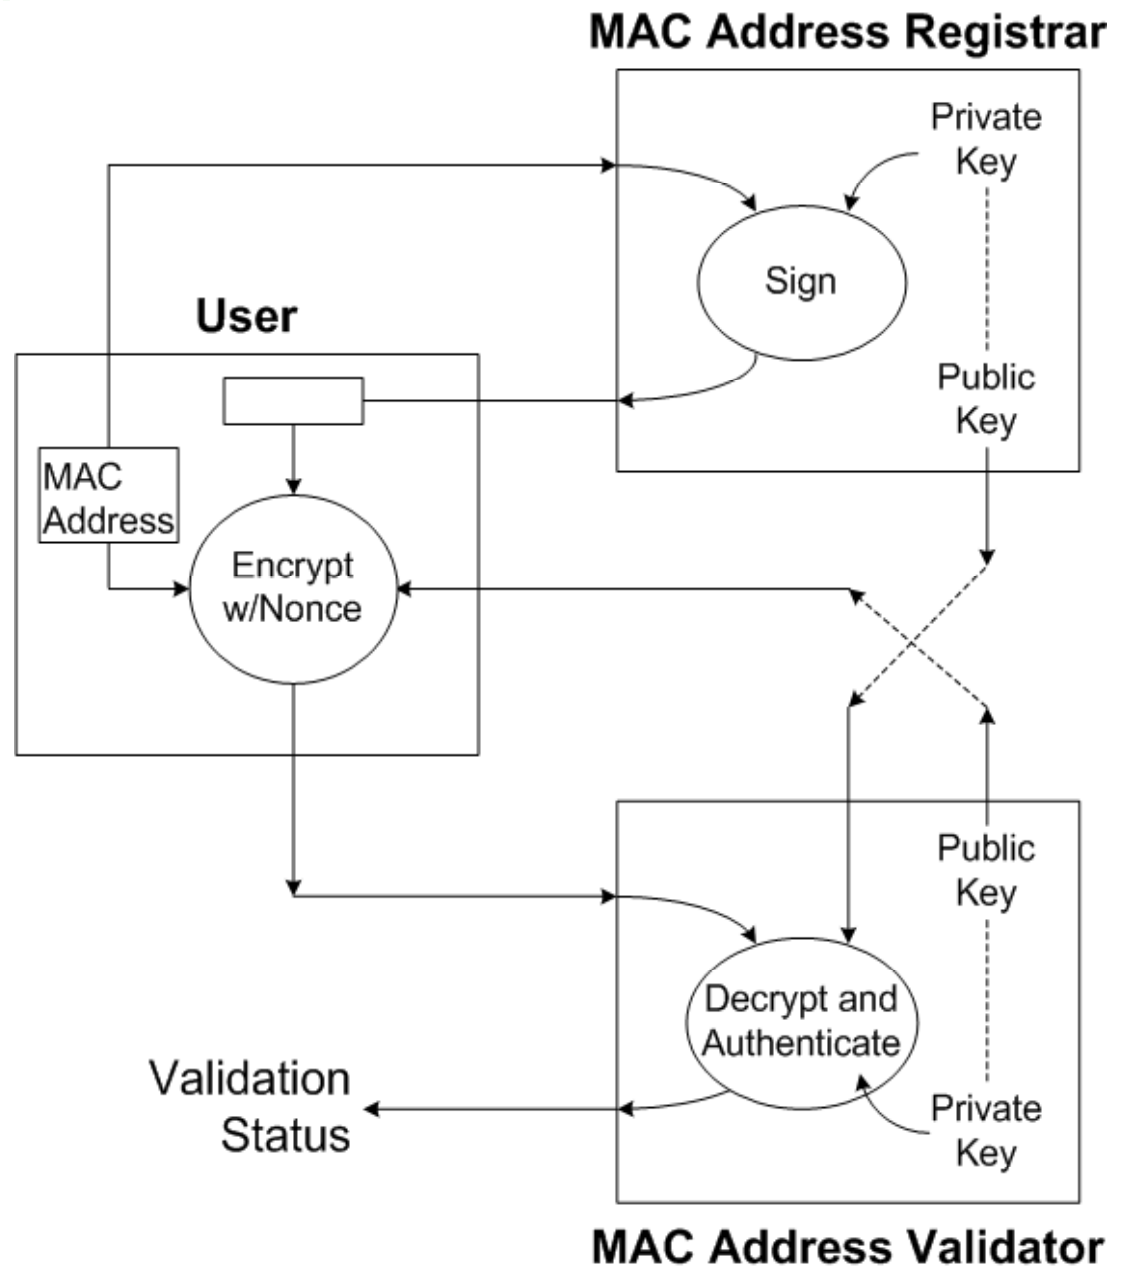 MAC Address Registrar
Private
Key
Sign
Public
Key
User
MAC
Address
Encrypt
w/Nonce
Public
Key
Decrypt and
Authenticate
Private
Key
Validation
Status
MAC Address Validator